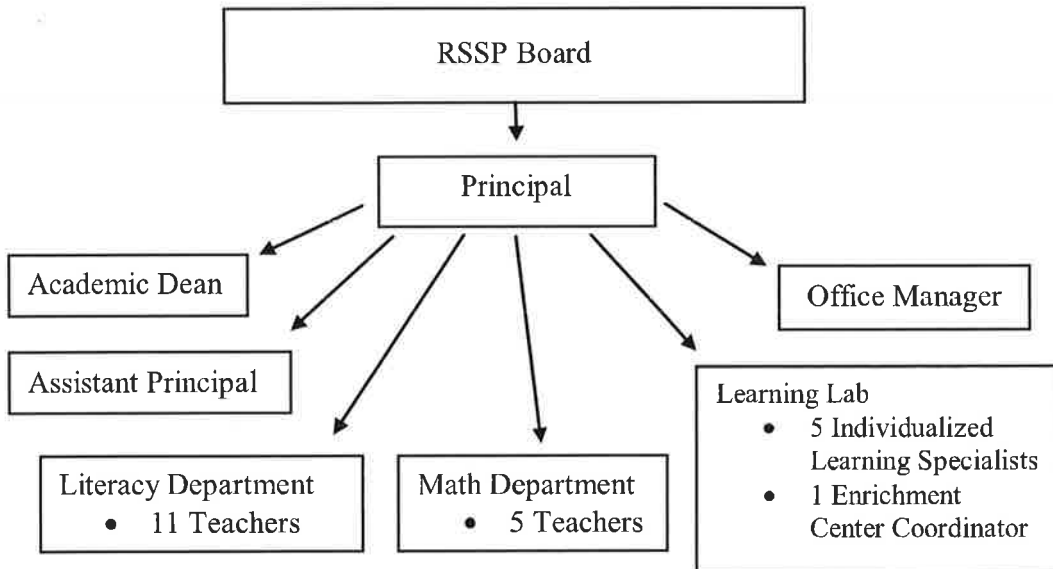 RSSP Board
Principal
Academic Dean
Office Manager
Assistant Principal
Learning Lab
• 5 Individualized
Learning Specialists
• 1 Enrichment
Center Coordinator
Literacy Department
• 11 Teachers
Math Department
• 5 Teachers